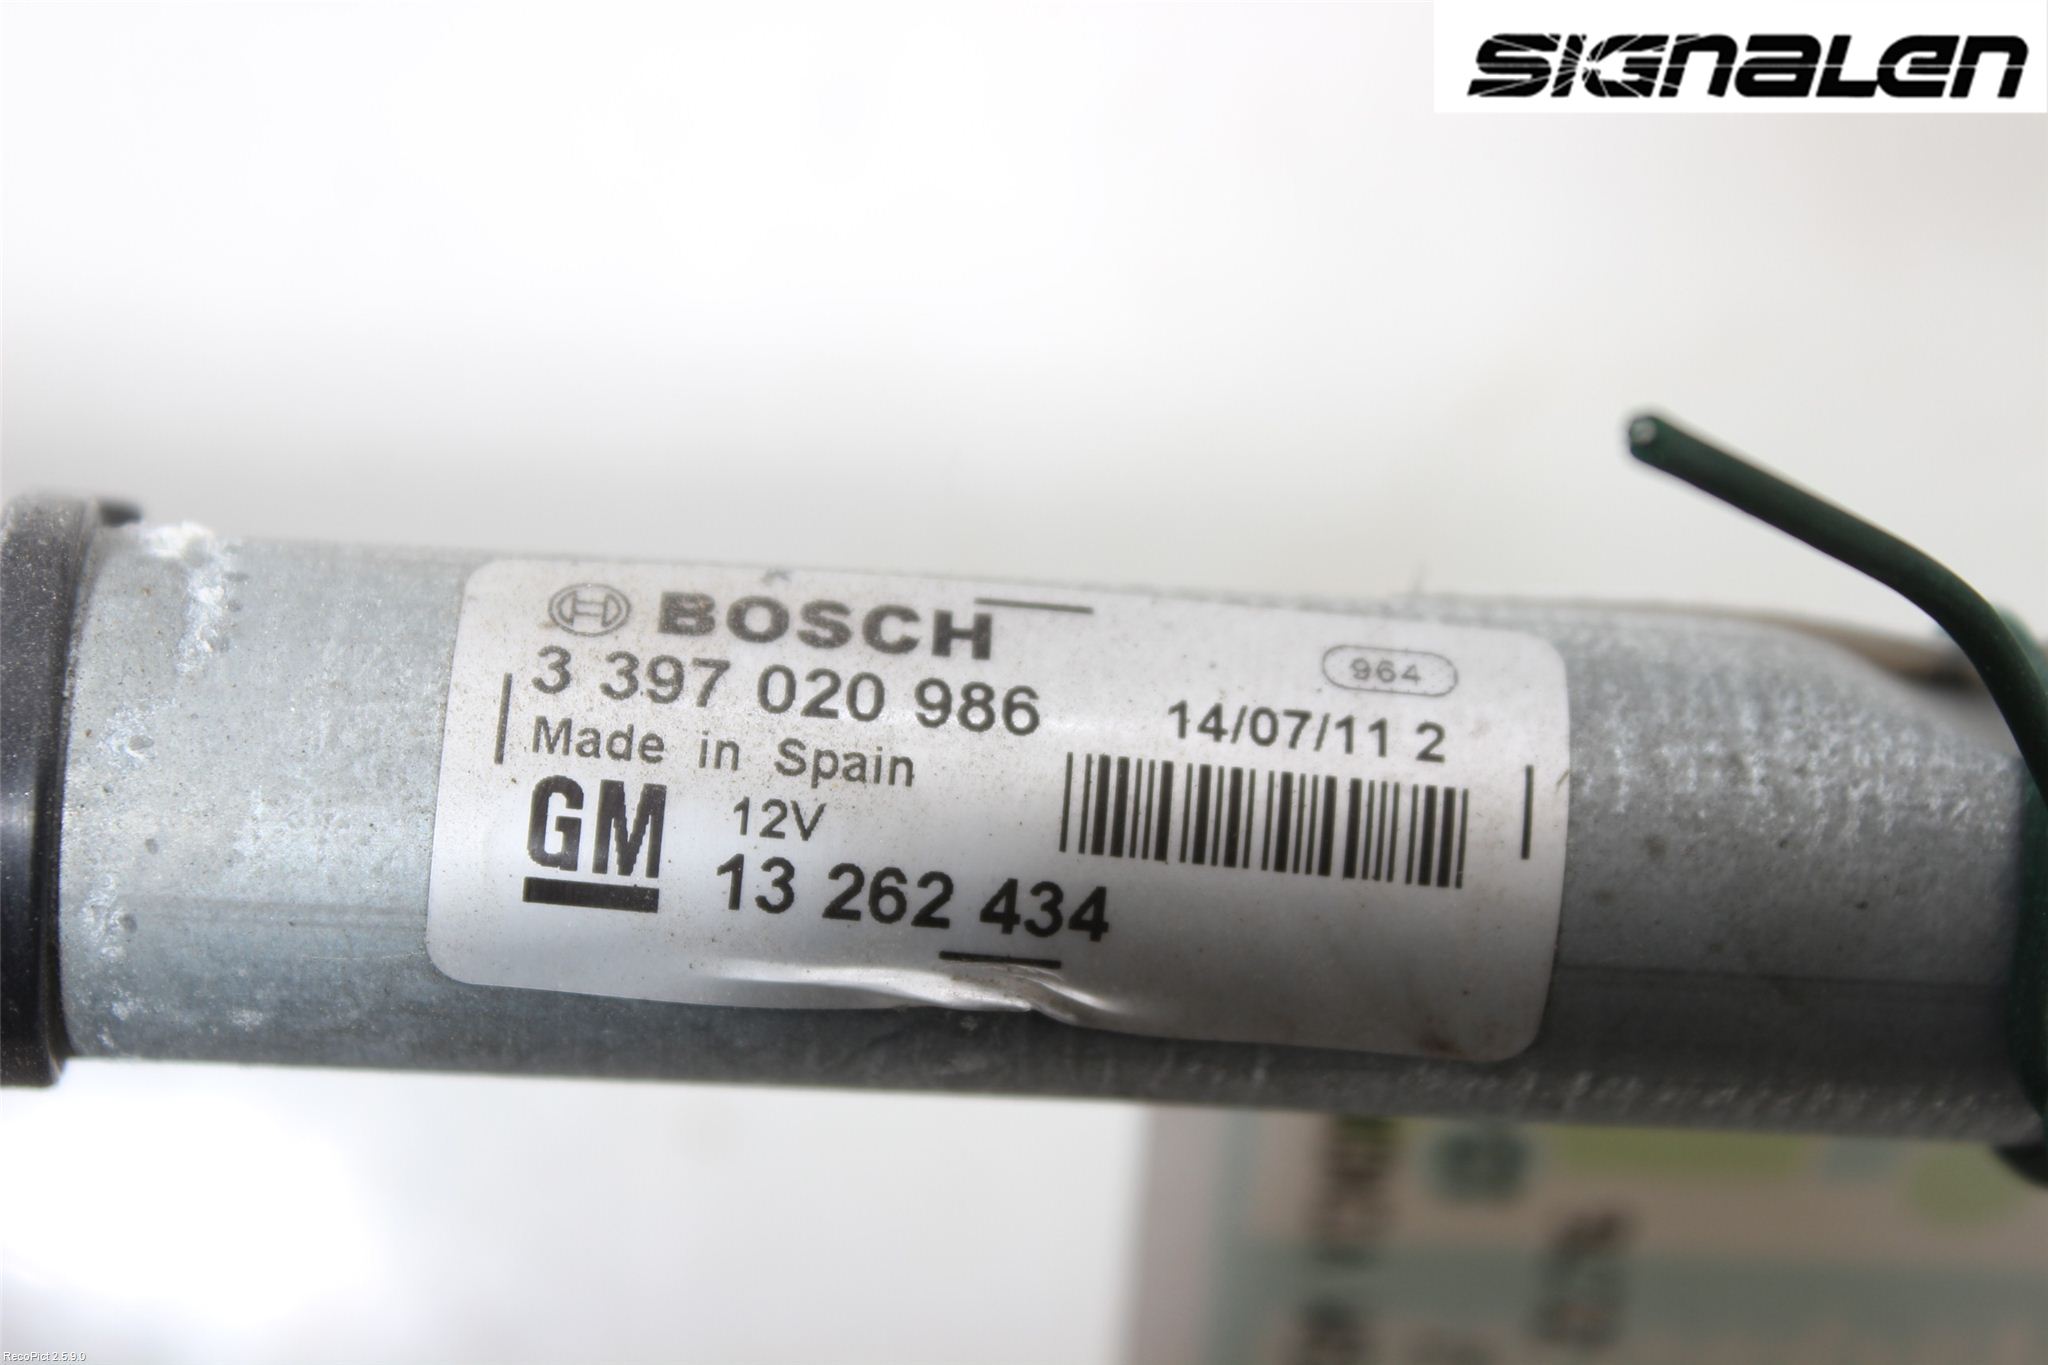 SIGNALEN
BOSCH
3 397 020 986
964
14/07/11 2
Made in Spain
GM
12V
13 262 434
RecoPict 2.5.9.0